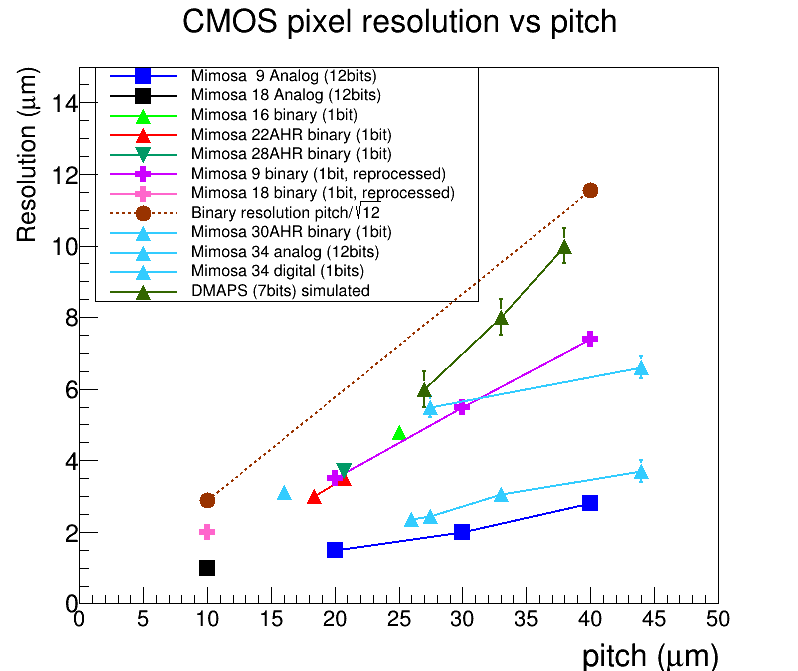 CMOS pixel resolution vs pitch
Resolution (μm)
14
12
10
8
6
4
2
0
Mimosa 9 Analog (12bits)
Mimosa 18 Analog (12bits)
Mimosa 16 binary (1bit)
Mimosa 22AHR binary (1bit)
Mimosa 28AHR binary (1bit)
Mimosa 9 binary (1bit, reprocessed)
Mimosa 18 binary (1bit, reprocessed)
Binary resolution pitch/√12
Mimosa 30AHR binary (1bit)
Mimosa 34 analog (12bits)
Mimosa 34 digital (1bits)
DMAPS (7bits) simulated
0 5 10 15 20 25 30 35 40 45 50
pitch (μm)